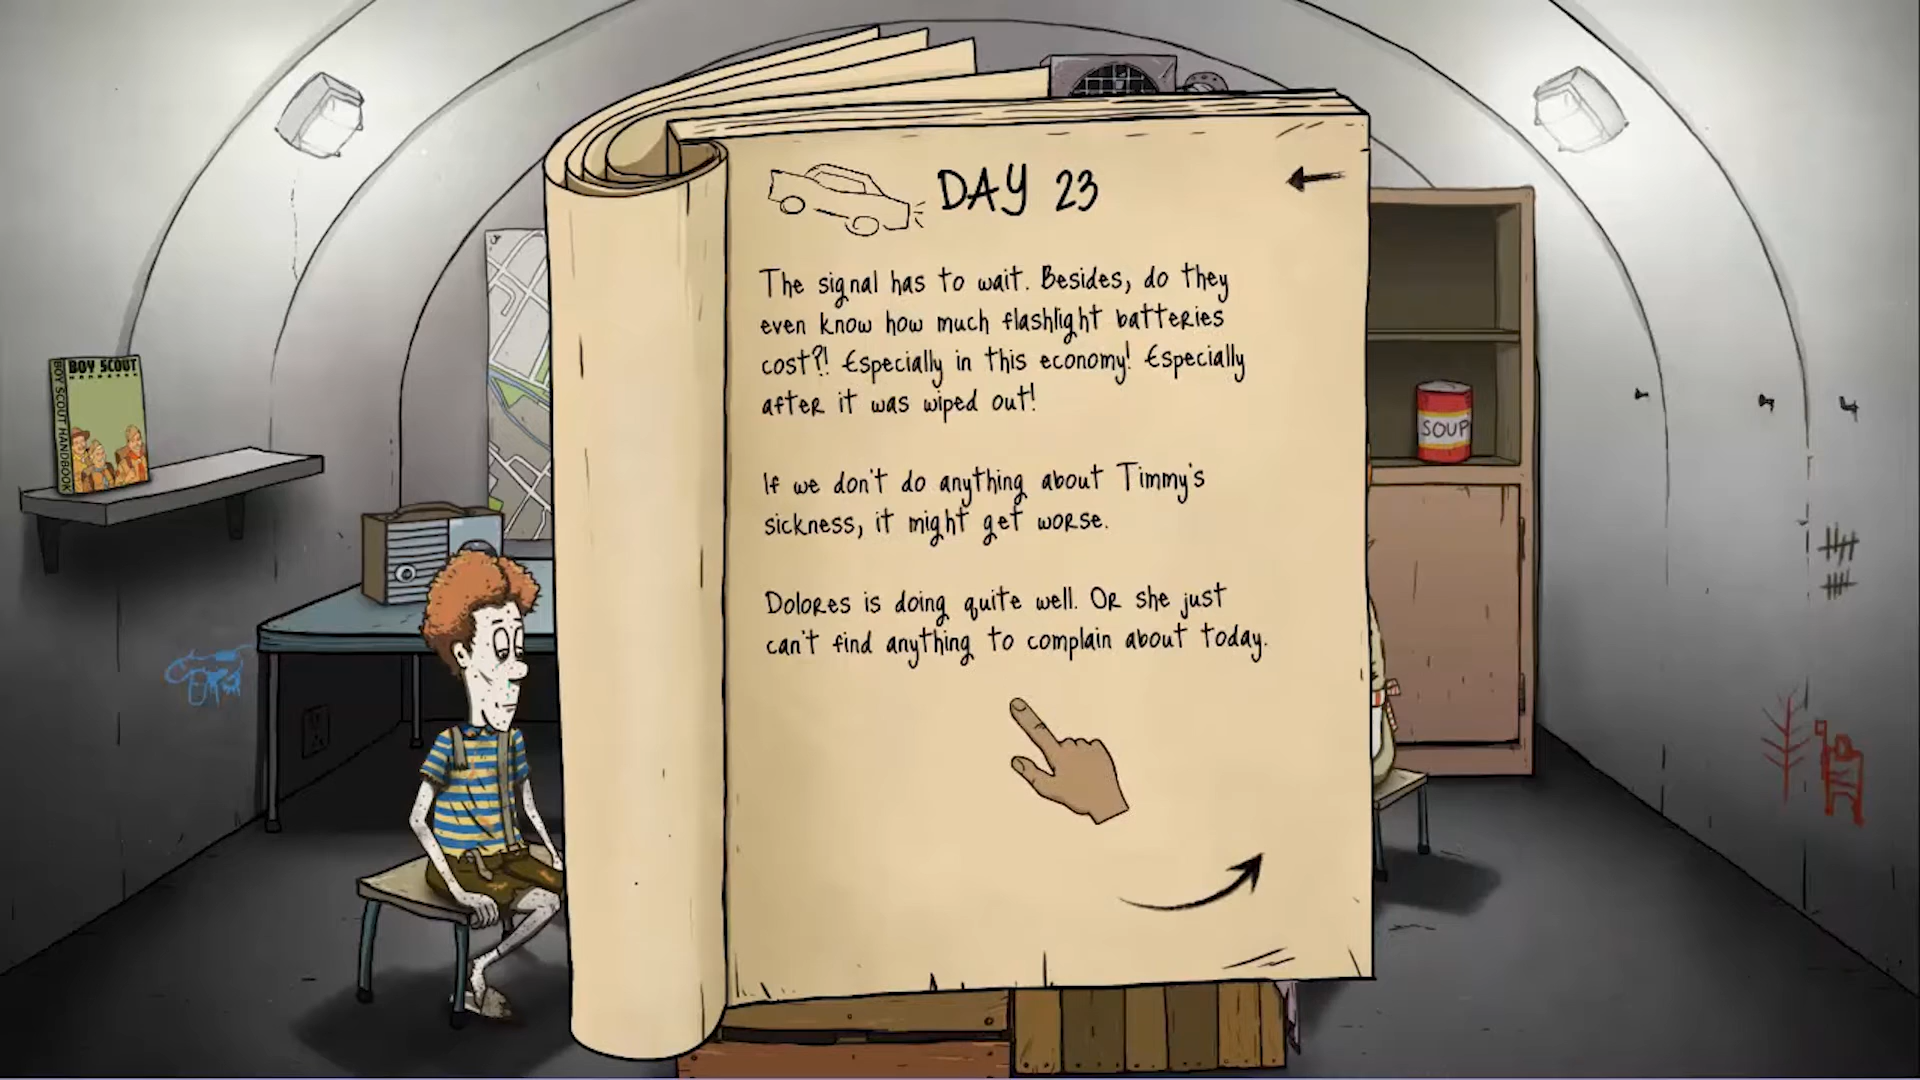 BOY SCOUT
BOY SCOUT HANDBOOK
DAY 23
The signal has to wait. Besides, do they
even know how much flashlight batteries
cost?! Especially in this economy! Especially
after it was wiped out!
If we don't do anything about Timmy's
sickness, it might get worse.
Dolores is doing quite well. Or she just
can't find anything to complain about today.
SOUP